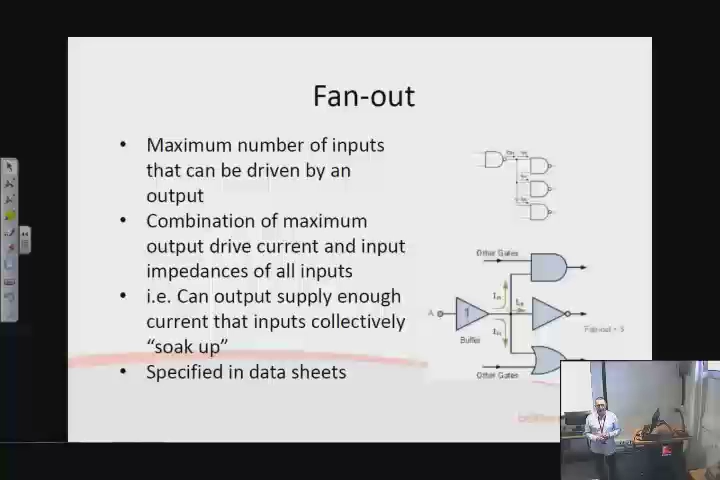 Fan-out
• Maximum number of inputs
that can be driven by an
output
• Combination of maximum
output drive current and input
impedances of all inputs
• i.e. Can output supply enough
current that inputs collectively
“soak up”
• Specified in data sheets
Other Gates
A
1
Buffer
Fan-out = 3
Other Gates